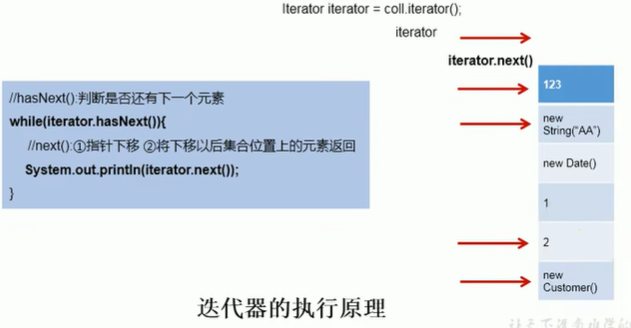 Iterator iterator = coll.iterator();
iterator
iterator.next()
//hasNext():判断是否还有下一个元素
while(iterator.hasNext()){
//next():①指针下移 ②将下移以后集合位置上的元素返回
System.out.println(iterator.next());
}
123
new
String("AA")
new Date()
1
2
new
Customer()
迭代器的执行原理